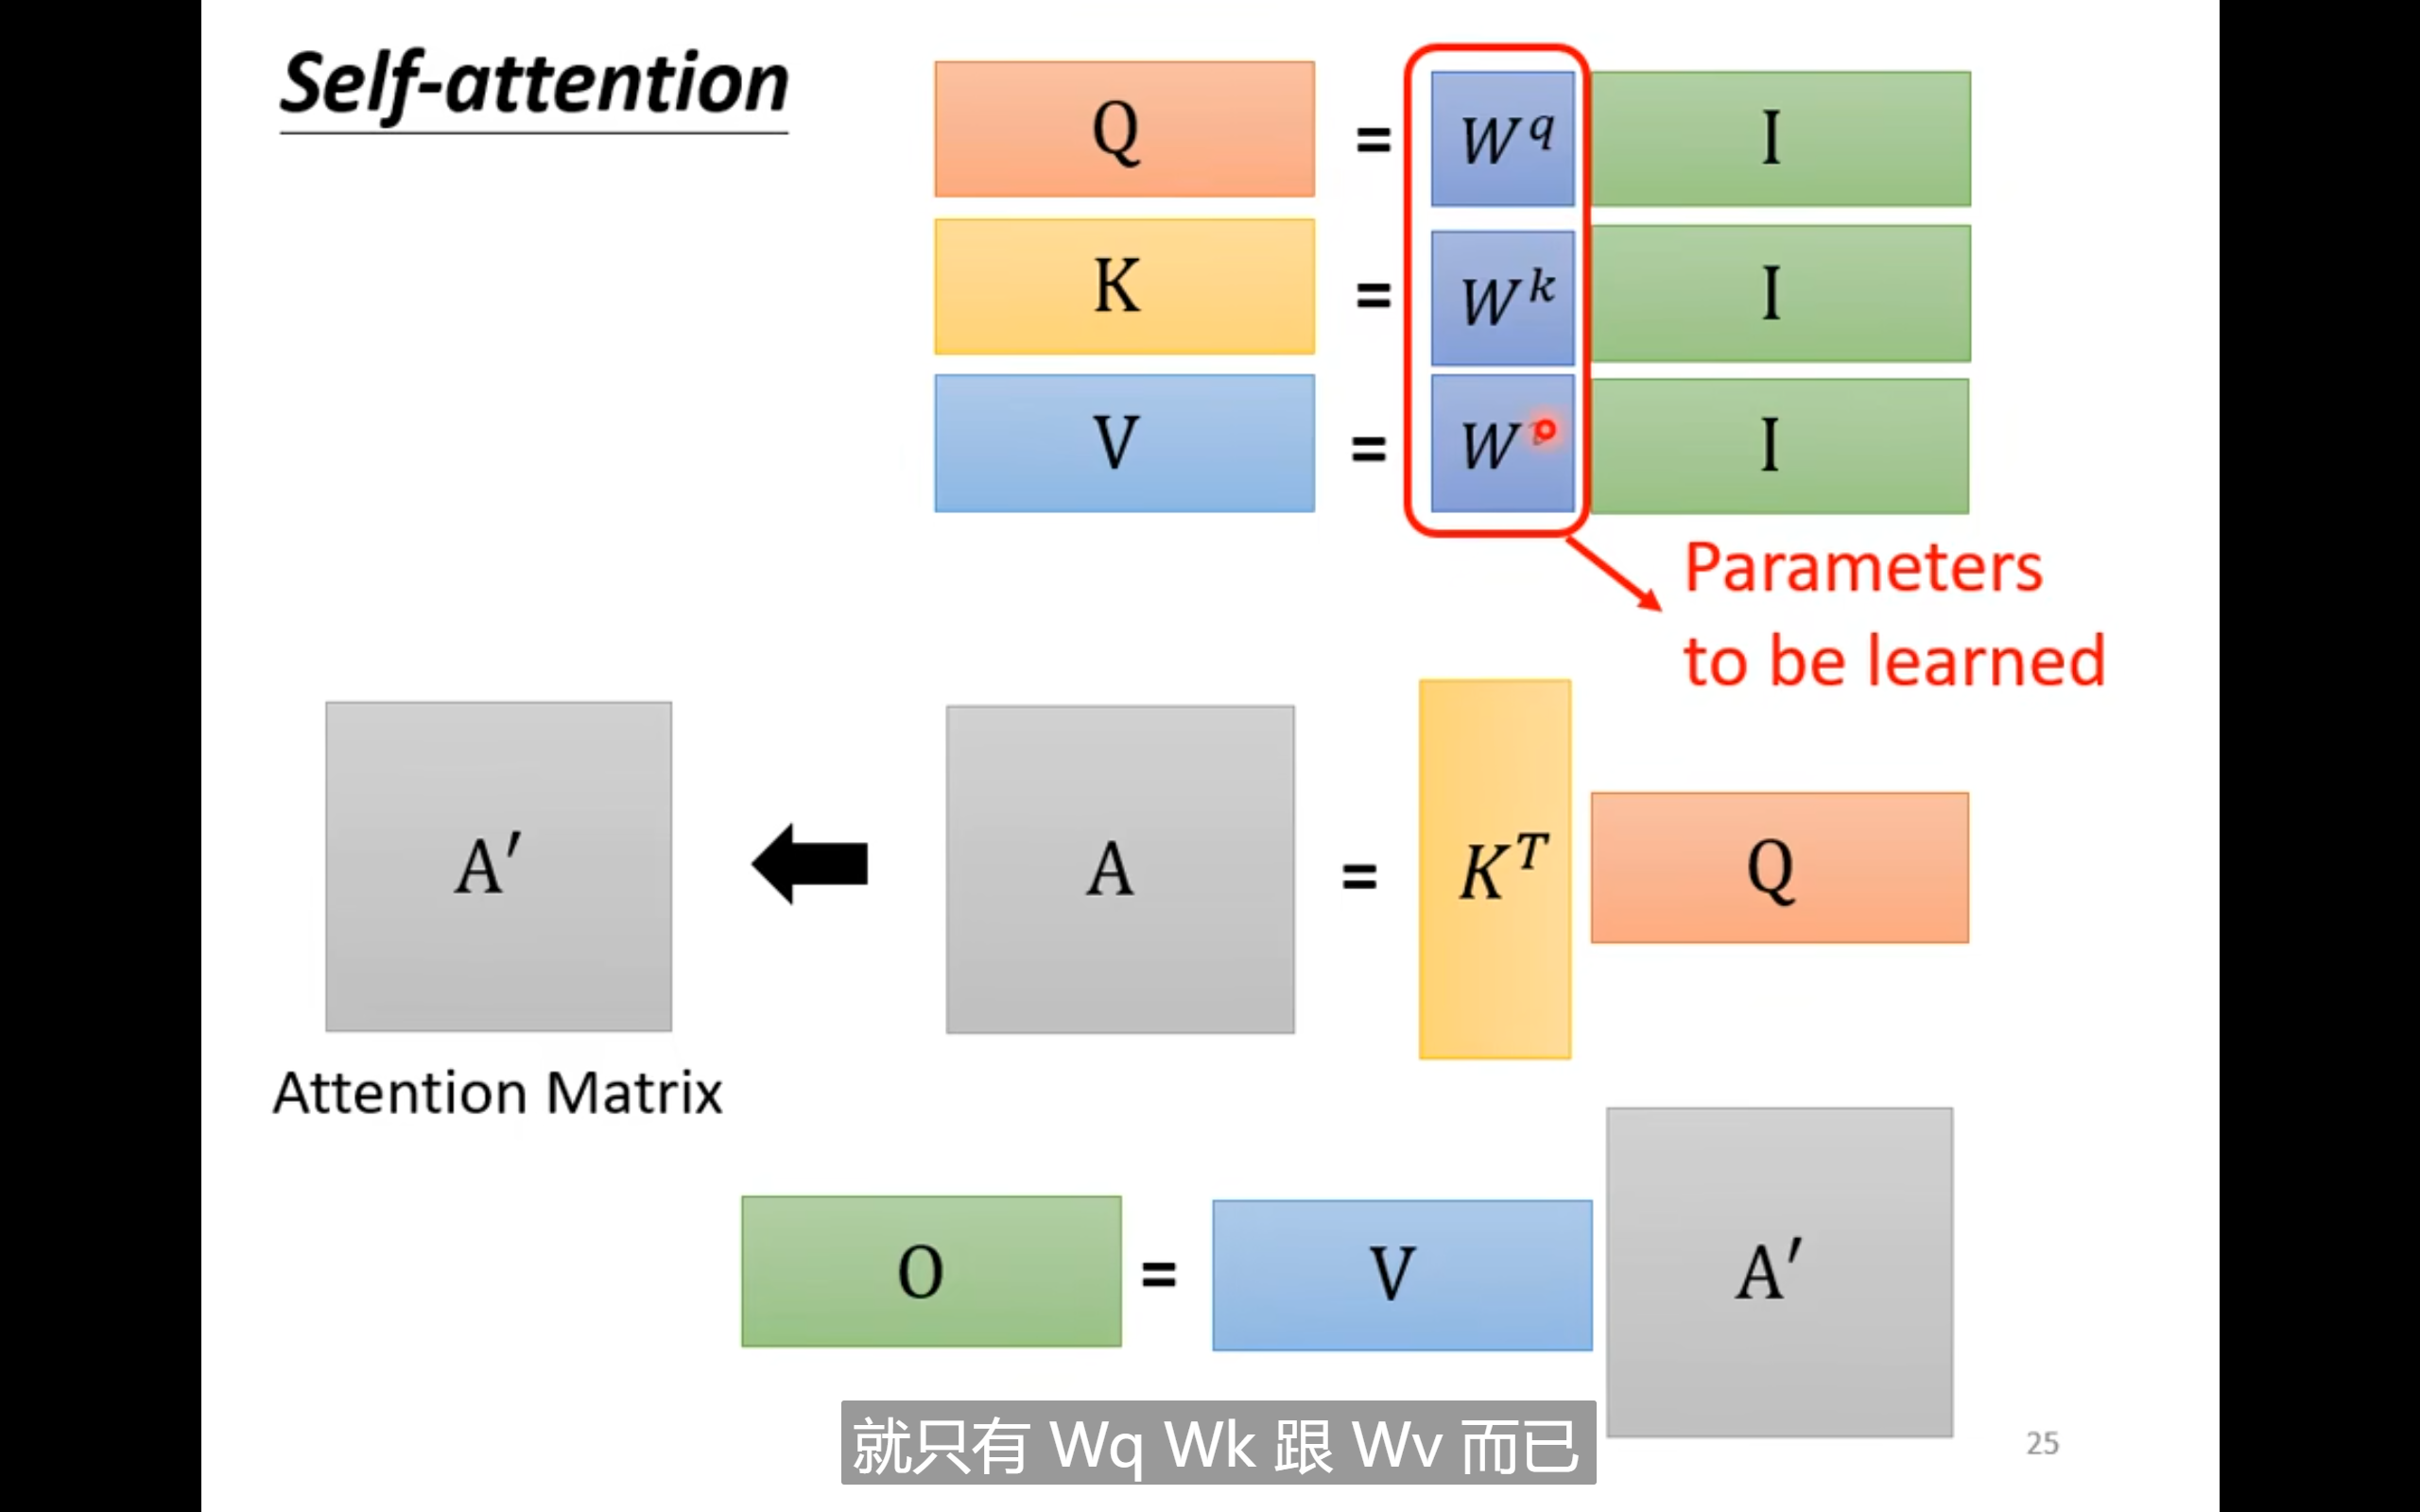 Self-attention
Q = W^q I
K = W^k I
V = W I
Parameters
to be learned
A′ A = K^T Q
Attention Matrix
O = V A′
就只有 Wq Wk 跟 Wv 而已
25